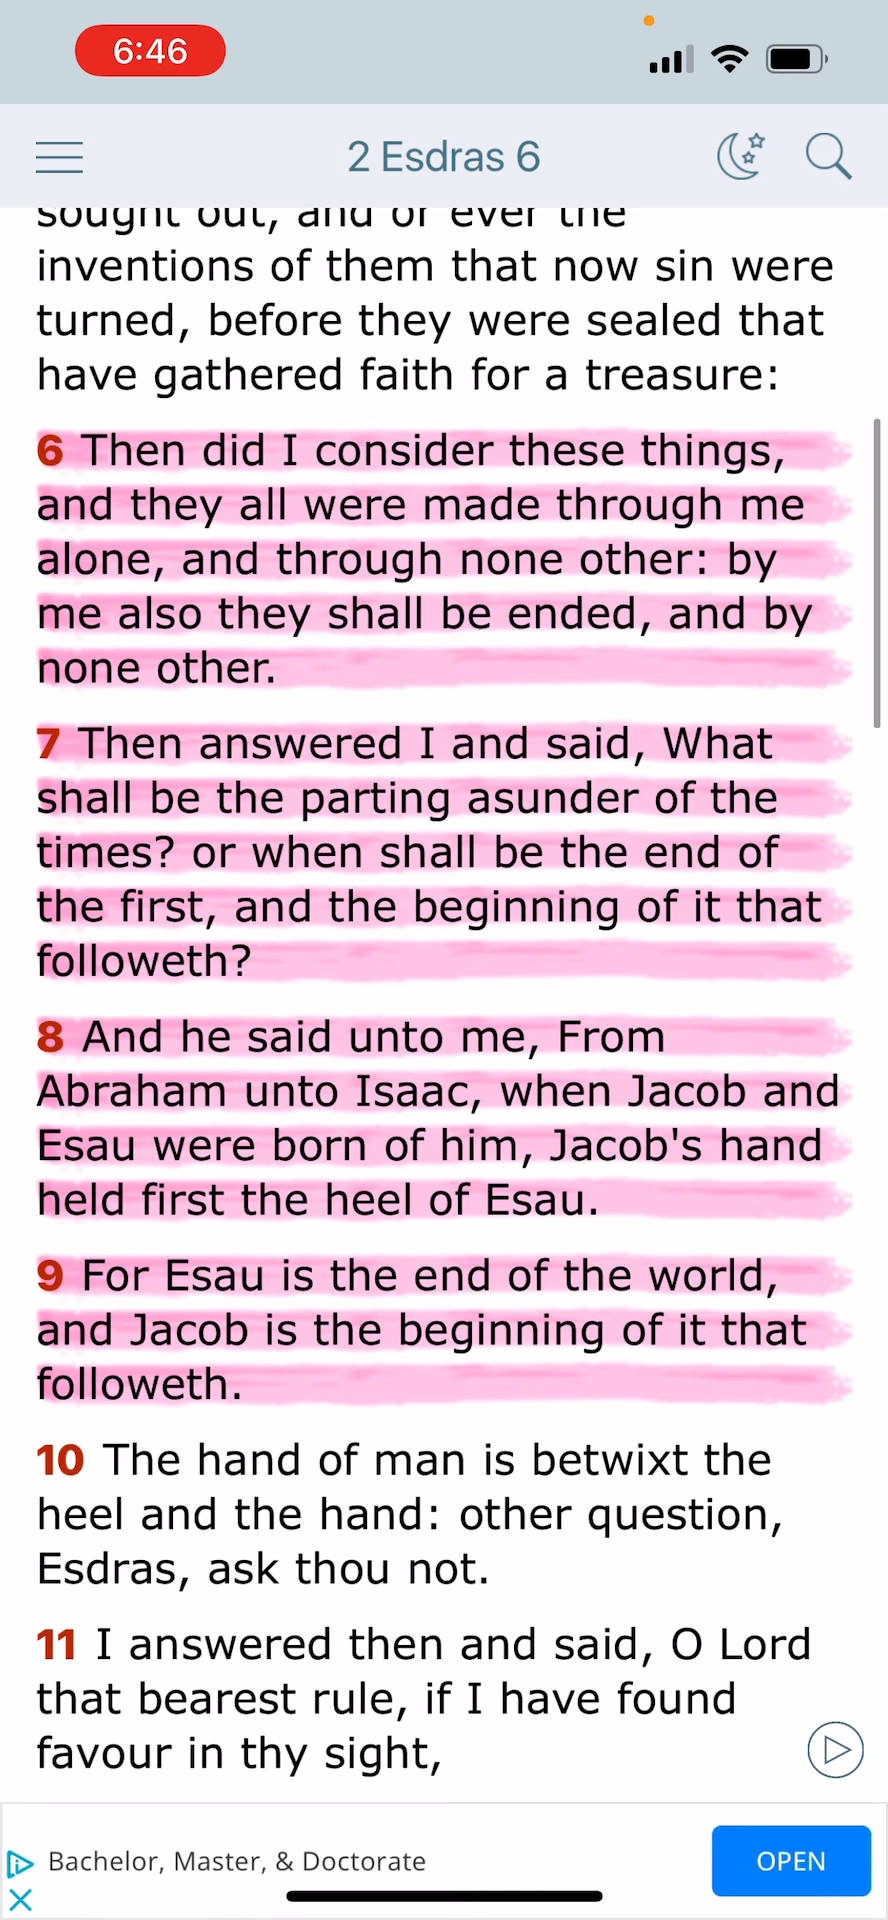 6:46
2 Esdras 6
sought out, and or ever the
inventions of them that now sin were
turned, before they were sealed that
have gathered faith for a treasure:
6 Then did I consider these things,
and they all were made through me
alone, and through none other: by
me also they shall be ended, and by
none other.
7 Then answered I and said, What
shall be the parting asunder of the
times? or when shall be the end of
the first, and the beginning of it that
followeth?
8 And he said unto me, From
Abraham unto Isaac, when Jacob and
Esau were born of him, Jacob's hand
held first the heel of Esau.
9 For Esau is the end of the world,
and Jacob is the beginning of it that
followeth.
10 The hand of man is betwixt the
heel and the hand: other question,
Esdras, ask thou not.
11 I answered then and said, O Lord
that bearest rule, if I have found
favour in thy sight,
Bachelor, Master, & Doctorate
OPEN